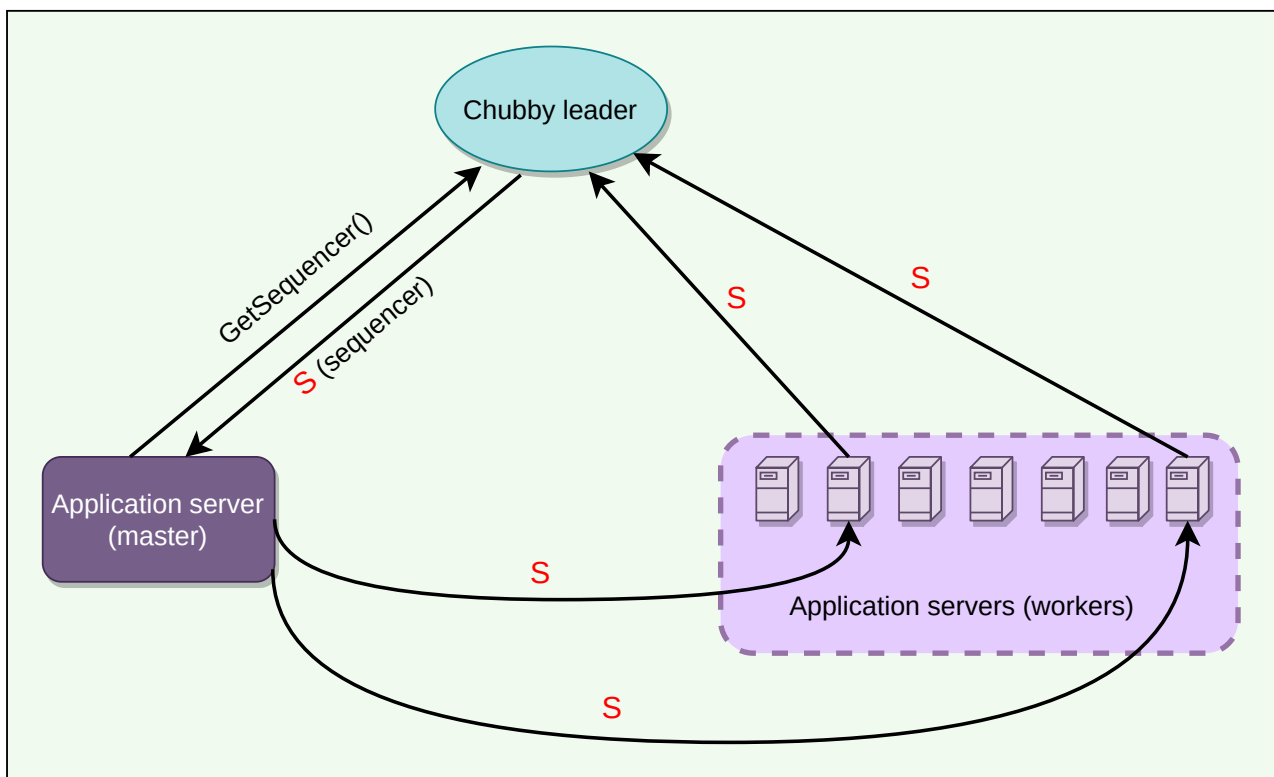 Chubby leader
GetSequencer()
S (sequencer)
S
S
Application server
(master)
S
Application servers (workers)
S